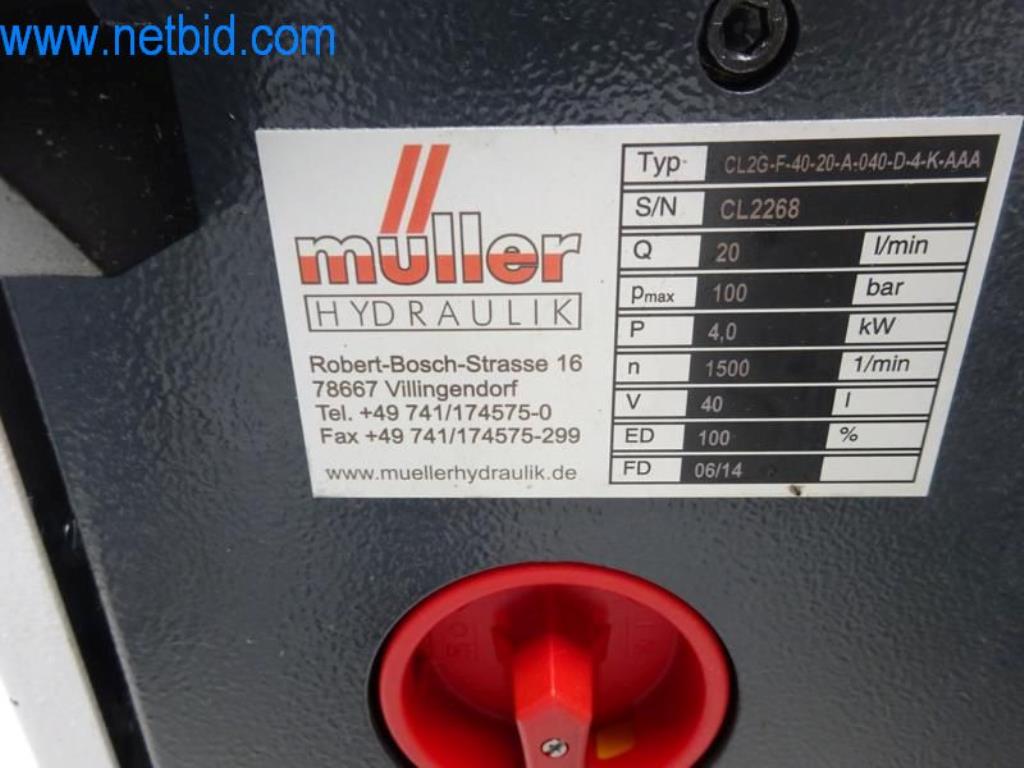 www.netbid.com
müller
HYDRAULIK
Robert-Bosch-Strasse 16
78667 Villingendorf
Tel. +49 741/174575-0
Fax +49 741/174575-299
www.muellerhydraulik.de
Typ CL2G-F-40-20-A-040-D-4-K-AAA
S/N CL2268
Q 20 l/min
pmax 100 bar
P 4,0 kW
n 1500 1/min
V 40 l
ED 100 %
FD 06/14